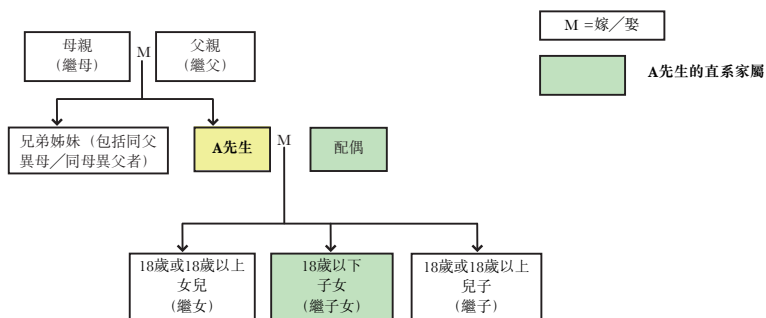 母親
(繼母)
M
父親
(繼父)
M =嫁／娶
A先生的直系家屬
兄弟姊妹（包括同父
異母／同母異父者）
A先生
M
配偶
18歲或18歲以上
女兒
(繼女)
18歲以下
子女
(繼子女)
18歲或18歲以上
兒子
(繼子)